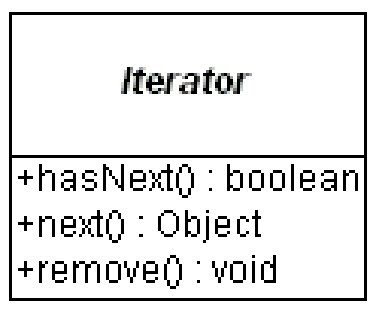 Iterator
+hasNext() : boolean
+next() : Object
+remove() : void